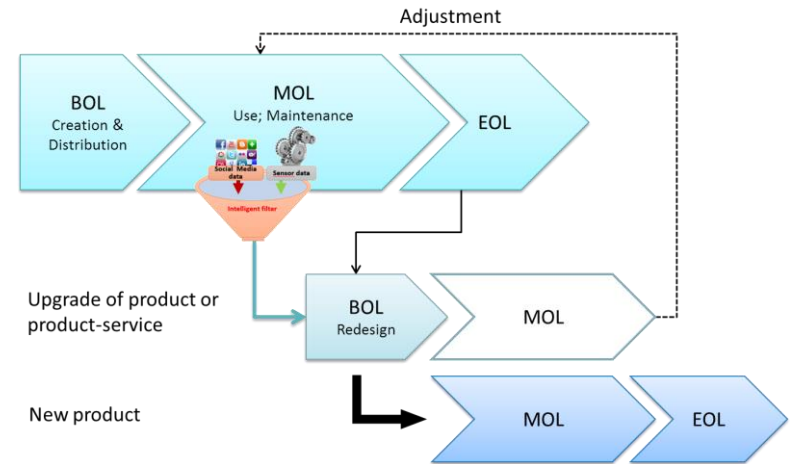 Adjustment
BOL
Creation &
Distribution
MOL
Use; Maintenance
EOL
Social Media
data
Sensor data
Intelligent filter
Upgrade of product or
product-service
BOL
Redesign
MOL
New product
MOL
EOL